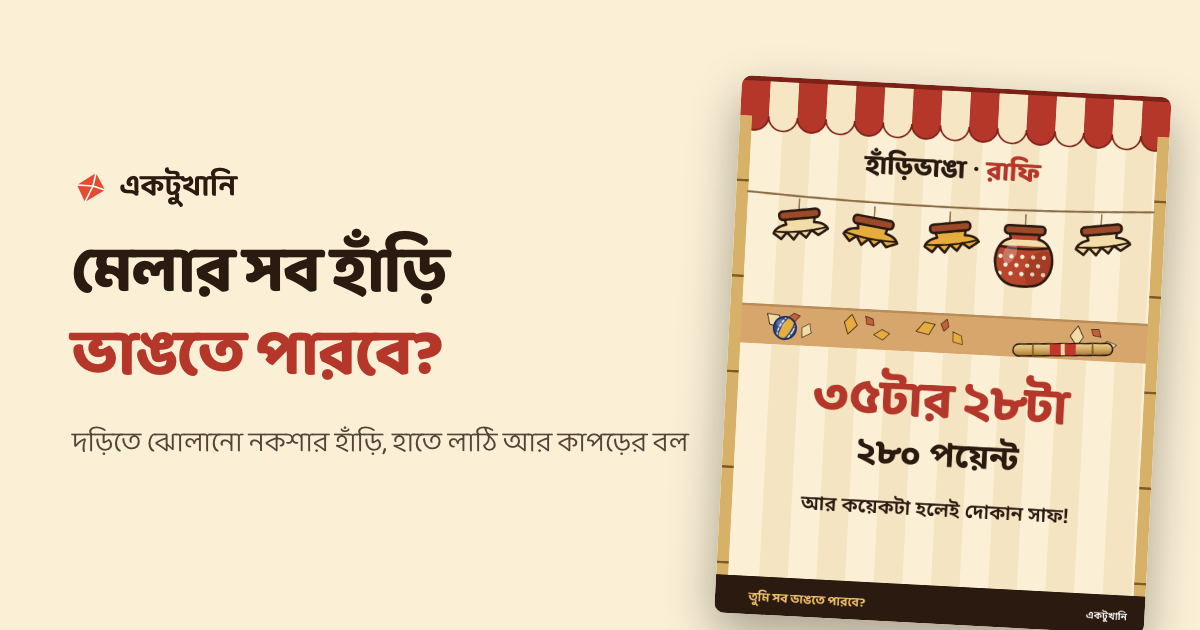 একটুখানি
মেলার সব হাঁড়ি
ভাঙতে পারবে?
দড়িতে ঝোলানো নকশার হাঁড়ি, হাতে লাঠি আর কাপড়ের বল
হাঁড়িভাঙা · রাফি
৩৫টার ২৮টা
২৮০ পয়েন্ট
আর কয়েকটা হলেই দোকান সাফ!
তুমি সব ভাঙতে পারবে?
একটুখানি